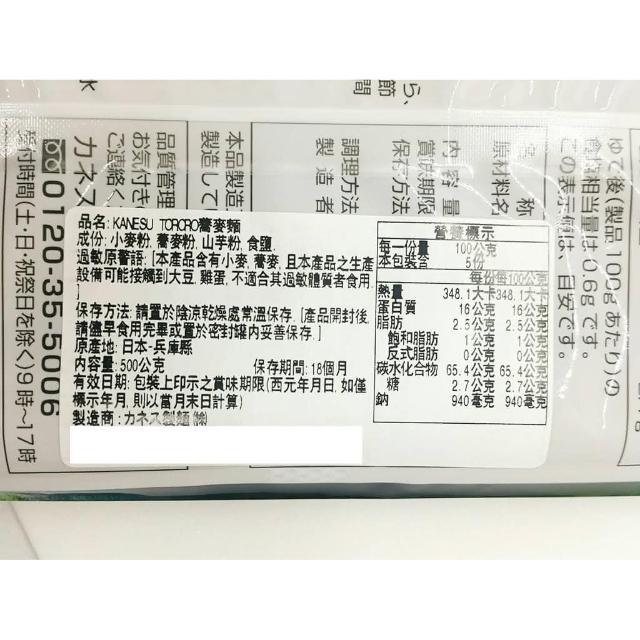 品名: KANESU TORORO蕎麥麵
成份: 小麥粉, 蕎麥粉, 山芋粉, 食鹽.
過敏原警語: [本產品含有小麥, 蕎麥, 且本產品之生產
設備可能接觸到大豆, 雞蛋, 不適合其過敏體質者食用.
]
保存方法: 請置於陰涼乾燥處常溫保存. [產品開封後,
請儘早食用完畢或置於密封罐內妥善保存.]
原產地: 日本-兵庫縣
內容量: 500公克 保存期間: 18個月
有效日期: 包裝上印示之賞味期限(西元年月日, 如僅
標示年月, 則以當月末日計算)
製造商: カネス製麵㈱
營養標示
每一份量 100公克
本包裝含 5份
每份 每100公克
熱量 348.1大卡 348.1大卡
蛋白質 16公克 16公克
脂肪 2.5公克 2.5公克
飽和脂肪 0公克 0公克
反式脂肪 0公克 0公克
碳水化合物 65.4公克 65.4公克
糖 2.7公克 2.7公克
鈉 940毫克 940毫克
ゆで後(製品100gあたり)の
食塩相当量は、0.6gです。
この表示値は、目安です。
称
原材料名
内容量
賞味期限
保存方法
調理方法
製造者
本品製造
製造して
品質管理
お気付き
ご連絡く
カネス
0120-35-5006
受付時間(土・日・祝祭日を除く)9時～17時